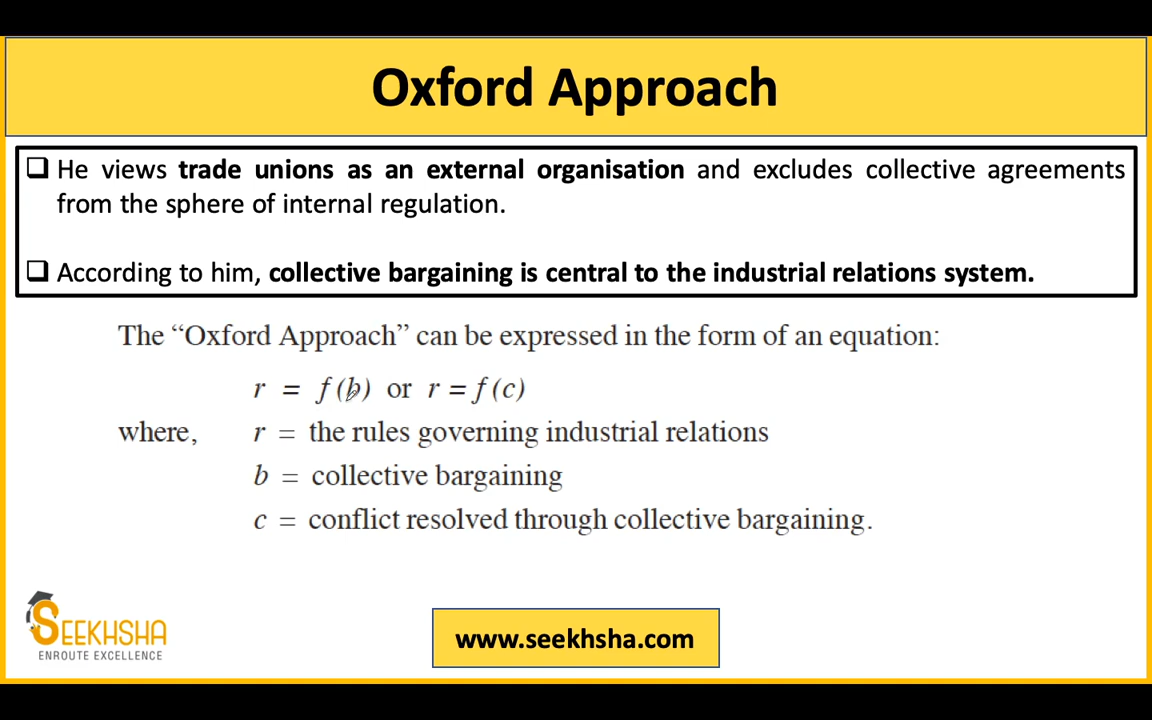 Oxford Approach
❑ He views trade unions as an external organisation and excludes collective agreements
from the sphere of internal regulation.
❑ According to him, collective bargaining is central to the industrial relations system.
The “Oxford Approach” can be expressed in the form of an equation:
r = f (b) or r = f (c)
where, r = the rules governing industrial relations
b = collective bargaining
c = conflict resolved through collective bargaining.
SEEKHSHA
ENROUTE EXCELLENCE
www.seekhsha.com